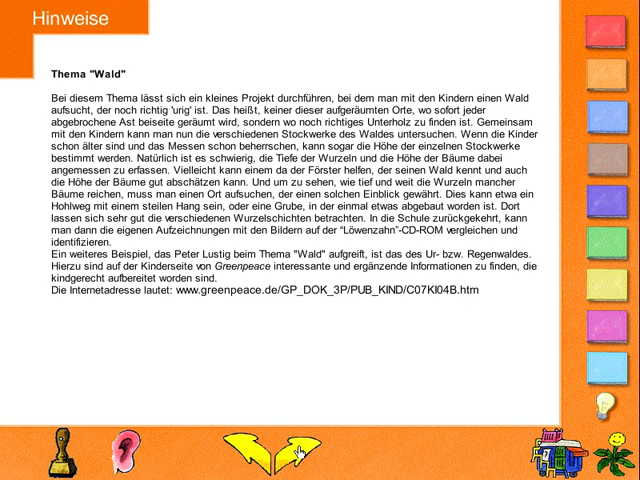 Hinweise
Thema "Wald"
Bei diesem Thema lässt sich ein kleines Projekt durchführen, bei dem man mit den Kindern einen Wald
aufsucht, der noch richtig 'urig' ist. Das heißt, keiner dieser aufgeräumten Orte, wo sofort jeder
abgebrochene Ast beiseite geräumt wird, sondern wo noch richtiges Unterholz zu finden ist. Gemeinsam
mit den Kindern kann man nun die verschiedenen Stockwerke des Waldes untersuchen. Wenn die Kinder
schon älter sind und das Messen schon beherrschen, kann sogar die Höhe der einzelnen Stockwerke
bestimmt werden. Natürlich ist es schwierig, die Tiefe der Wurzeln und die Höhe der Bäume dabei
angemessen zu erfassen. Vielleicht kann einem da der Förster helfen, der seinen Wald kennt und auch
die Höhe der Bäume gut abschätzen kann. Und um zu sehen, wie tief und weit die Wurzeln mancher
Bäume reichen, muss man einen Ort aufsuchen, der einen solchen Einblick gewährt. Dies kann etwa ein
Hohlweg mit einem steilen Hang sein, oder eine Grube, in der einmal etwas abgebaut worden ist. Dort
lassen sich sehr gut die verschiedenen Wurzelschichten betrachten. In die Schule zurückgekehrt, kann
man dann die eigenen Aufzeichnungen mit den Bildern auf der “Löwenzahn”-CD-ROM vergleichen und
identifizieren.
Ein weiteres Beispiel, das Peter Lustig beim Thema "Wald" aufgreift, ist das des Ur- bzw. Regenwaldes.
Hierzu sind auf der Kinderseite von Greenpeace interessante und ergänzende Informationen zu finden, die
kindgerecht aufbereitet worden sind.
Die Internetadresse lautet: www.greenpeace.de/GP_DOK_3P/PUB_KIND/C07KI04B.htm